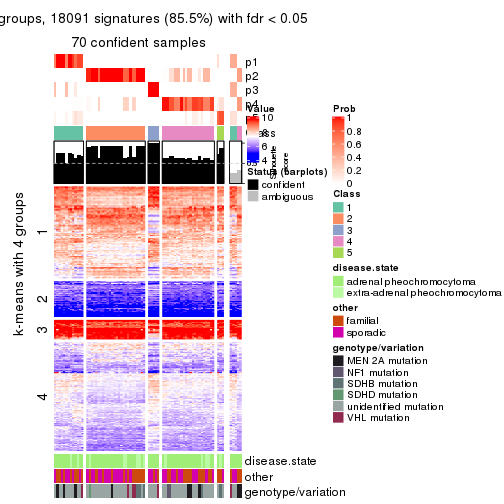 groups, 18091 signatures (85.5%) with fdr < 0.05
70 confident samples
p1
p2
p3
p4
Value
10
8
6
4
Status (barplots)
confident
ambiguous
Prob
1
0.8
0.6
0.4
0.2
0
Class
1
2
3
4
5
disease.state
adrenal pheochromocytoma
extra-adrenal pheochromocytoma
other
familial
sporadic
genotype/variation
MEN 2A mutation
NF1 mutation
SDHB mutation
SDHD mutation
unidentified mutation
VHL mutation
k-means with 4 groups
1
2
3
4
disease.state
other
genotype/variation